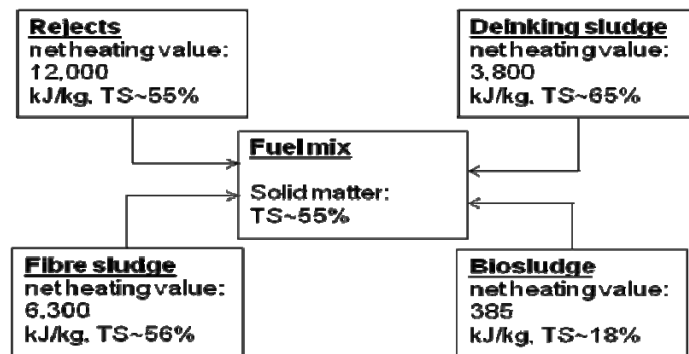 Rejects
net heating value:
12,000
kJ/kg, TS~55%
Deinking sludge
net heating value:
3,800
kJ/kg, TS~65%
Fuel mix
Solid matter:
TS~55%
Fibre sludge
net heating value:
6,300
kJ/kg, TS~56%
Biosludge
net heating value:
385
kJ/kg, TS~18%